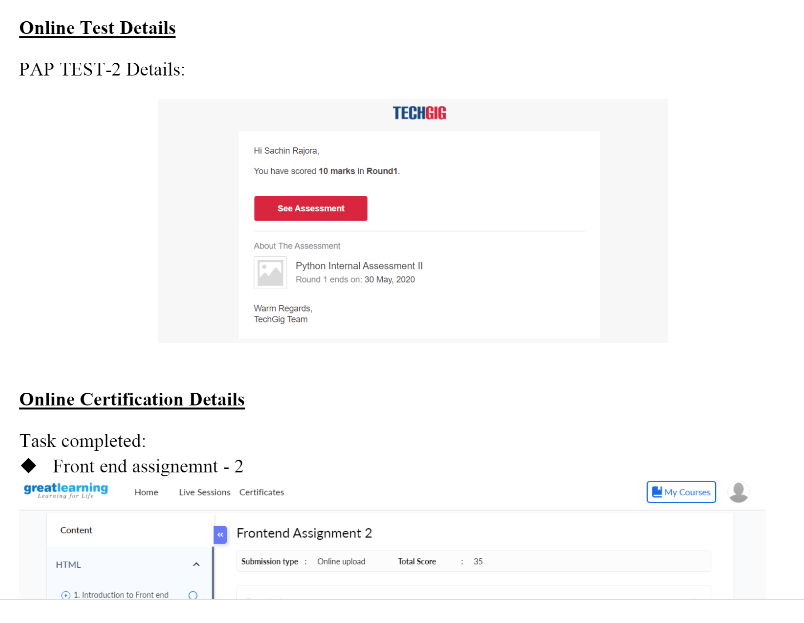 Online Test Details
PAP TEST-2 Details:
TECHGIG
Hi Sachin Rajora,
You have scored 10 marks in Round1.
See Assessment
About The Assessment
Python Internal Assessment II
Round 1 ends on: 30 May, 2020
Warm Regards,
TechGig Team
Online Certification Details
Task completed:
◆ Front end assignemnt - 2
greatlearning
Learning for Life
Home Live Sessions Certificates
My Courses
Content
« Frontend Assignment 2
Submission type : Online upload Total Score : 35
HTML
1. Introduction to Front end